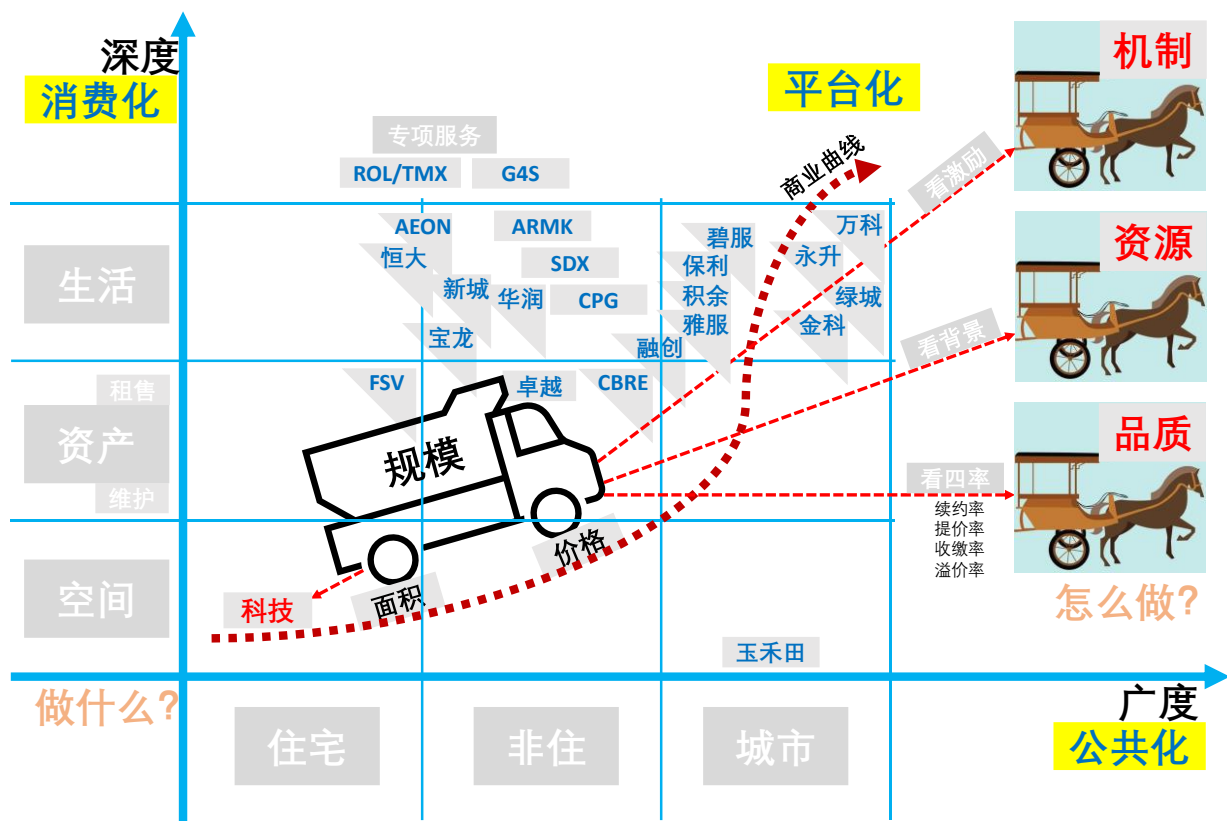 深度
消费化
平台化
机制
专项服务
ROL/TMX
G4S
商业曲线
看激励
生活
AEON
ARMK
碧服
万科
恒大
SDX
保利
永升
资源
新城
华润
CPG
积余
绿城
宝龙
雅服
金科
融创
看背景
租售
资产
维护
FSV
卓越
CBRE
规模
品质
看四率
续约率
提价率
收缴率
溢价率
空间
科技
面积
价格
怎么做?
玉禾田
做什么?
广度
公共化
住宅
非住
城市